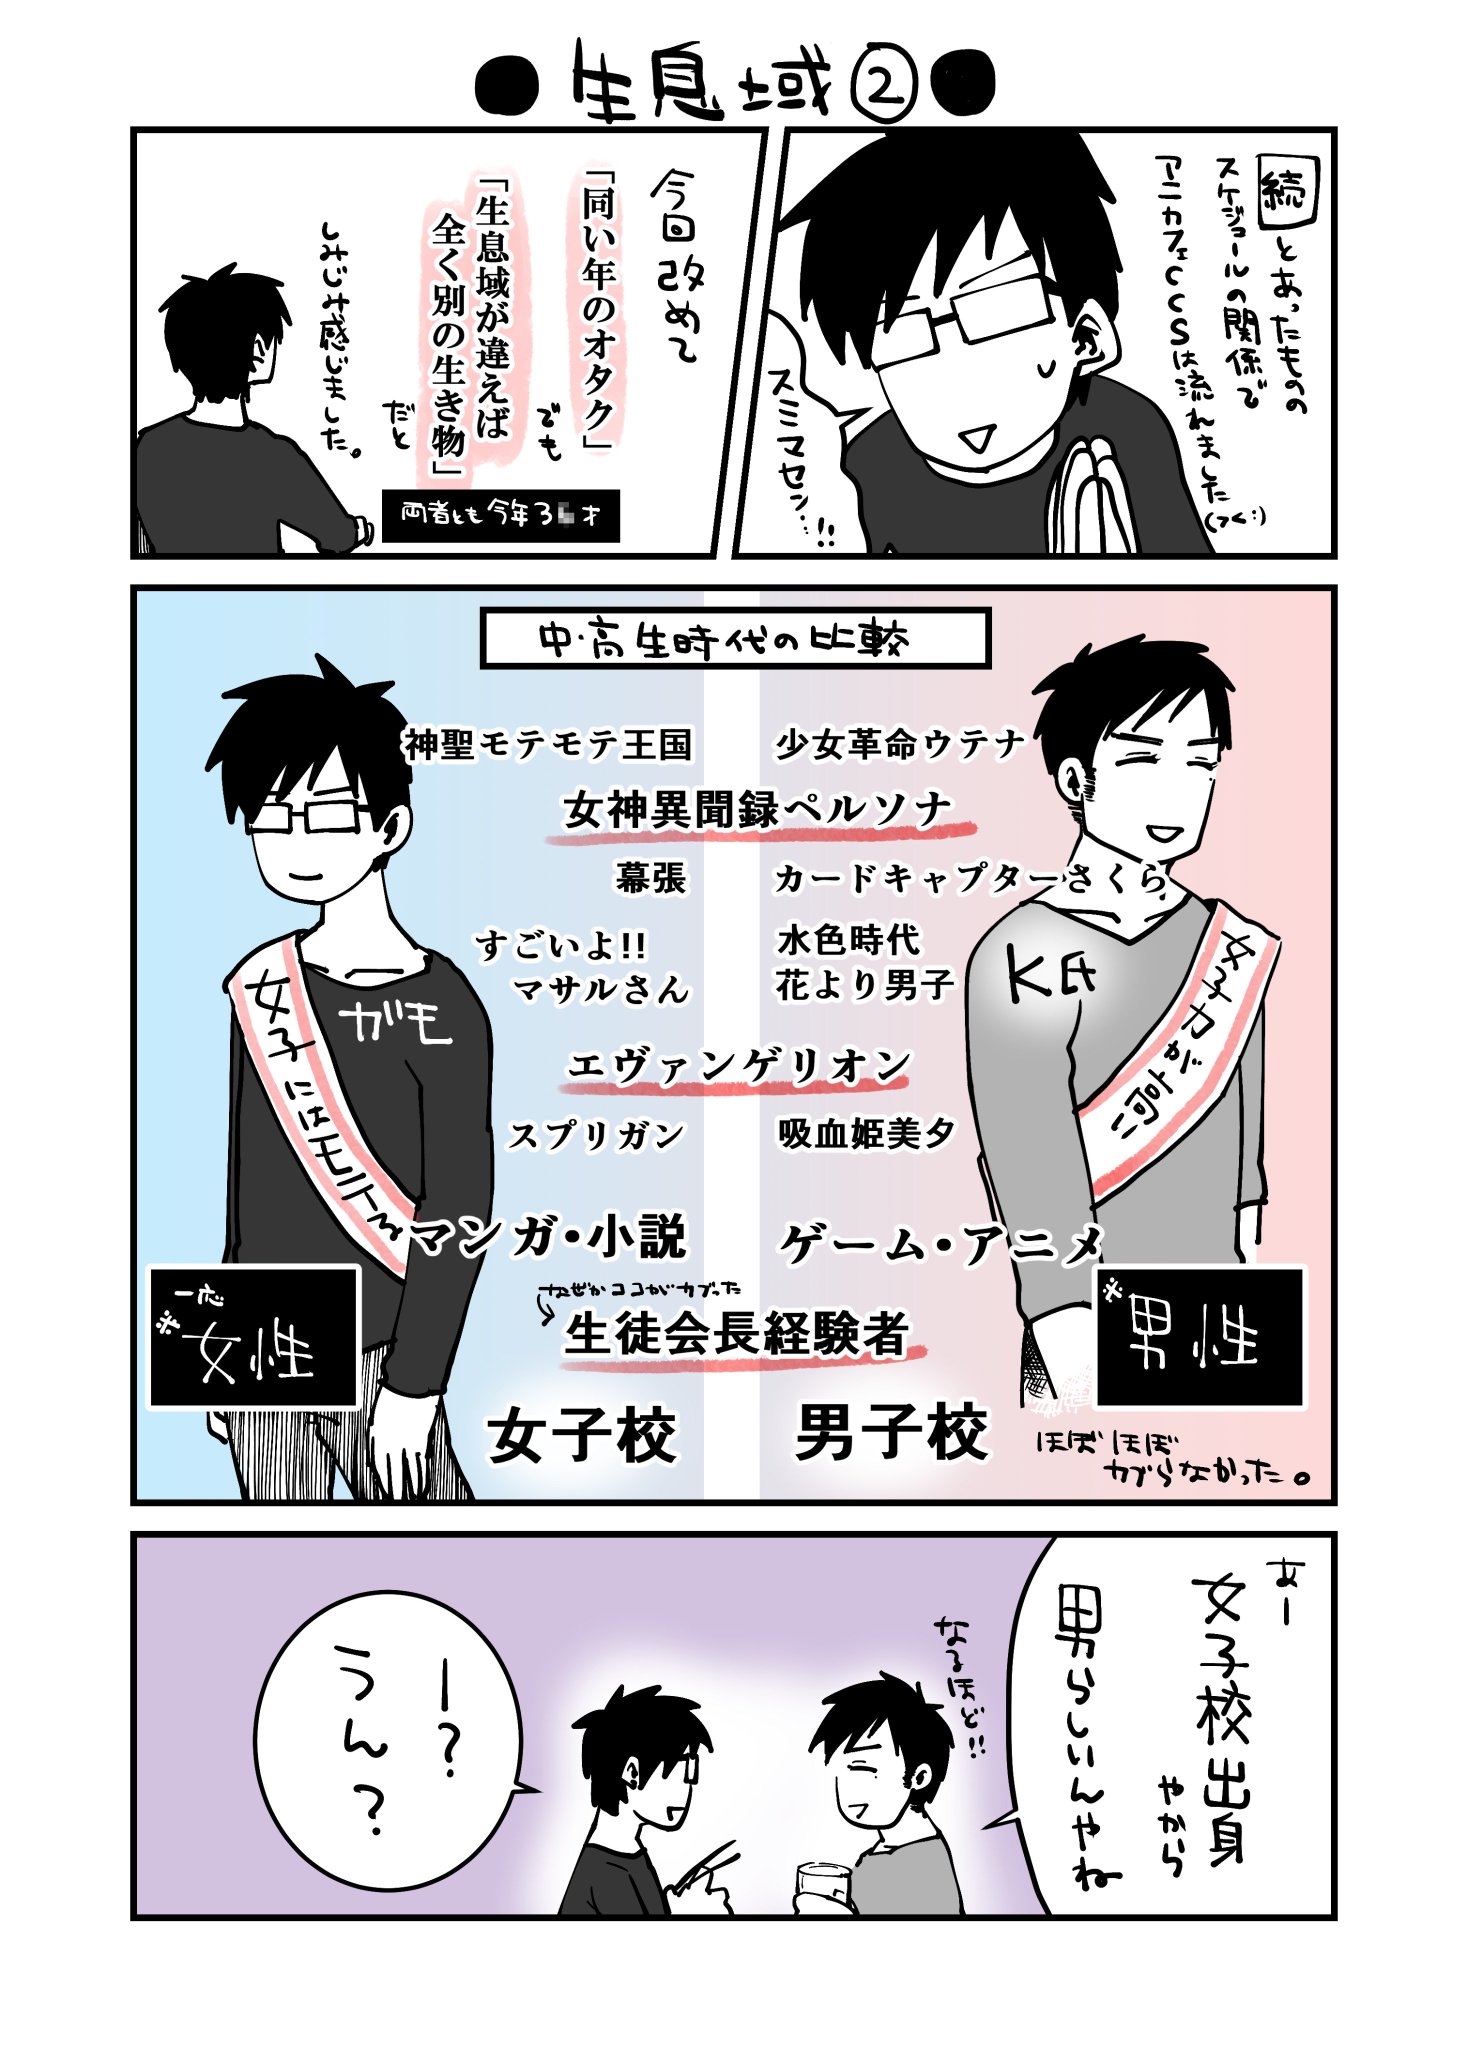 ●生息域②●
続とあったものの
スケジュールの関係で
アニカフェCCSは流れました
(つく:)
スミマセン…!!
今回改めて
「同い年のオタク」
でも
「生息域が違えば
全く別の生き物」
だと
しみじみ感じました。
両者とも今年3 才
中・高生時代の比較
少女革命ウテナ
神聖モテモテ王国
女神異聞録ペルソナ
カードキャプターさくら
幕張
水色時代
花より男子
すごいよ!!
マサルさん
エヴァンゲリオン
吸血姫美夕
スプリガン
ゲーム・アニメ
マンガ・小説
なぜかココがカブった
生徒会長経験者
男子校
女子校
K氏
女子力が高い
※男性
ほぼほぼ
カブらなかった。
ガモ
女子にはモテた
一応
※女性
あー
女子校出身
やから
男らしいんやね
なるほど!!
ー?
うん?